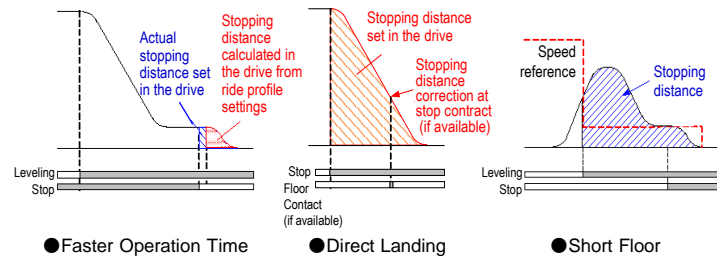 Actual
stopping
distance set
in the drive
Stopping
distance
calculated in
the drive from
ride profile
settings
Leveling
Stop
●Faster Operation Time
Stopping distance
set in the drive
Stopping
distance
correction at
stop contract
(if available)
Stop
Floor
Contact
(if available)
●Direct Landing
Speed
reference
Stopping
distance
Leveling
Stop
●Short Floor